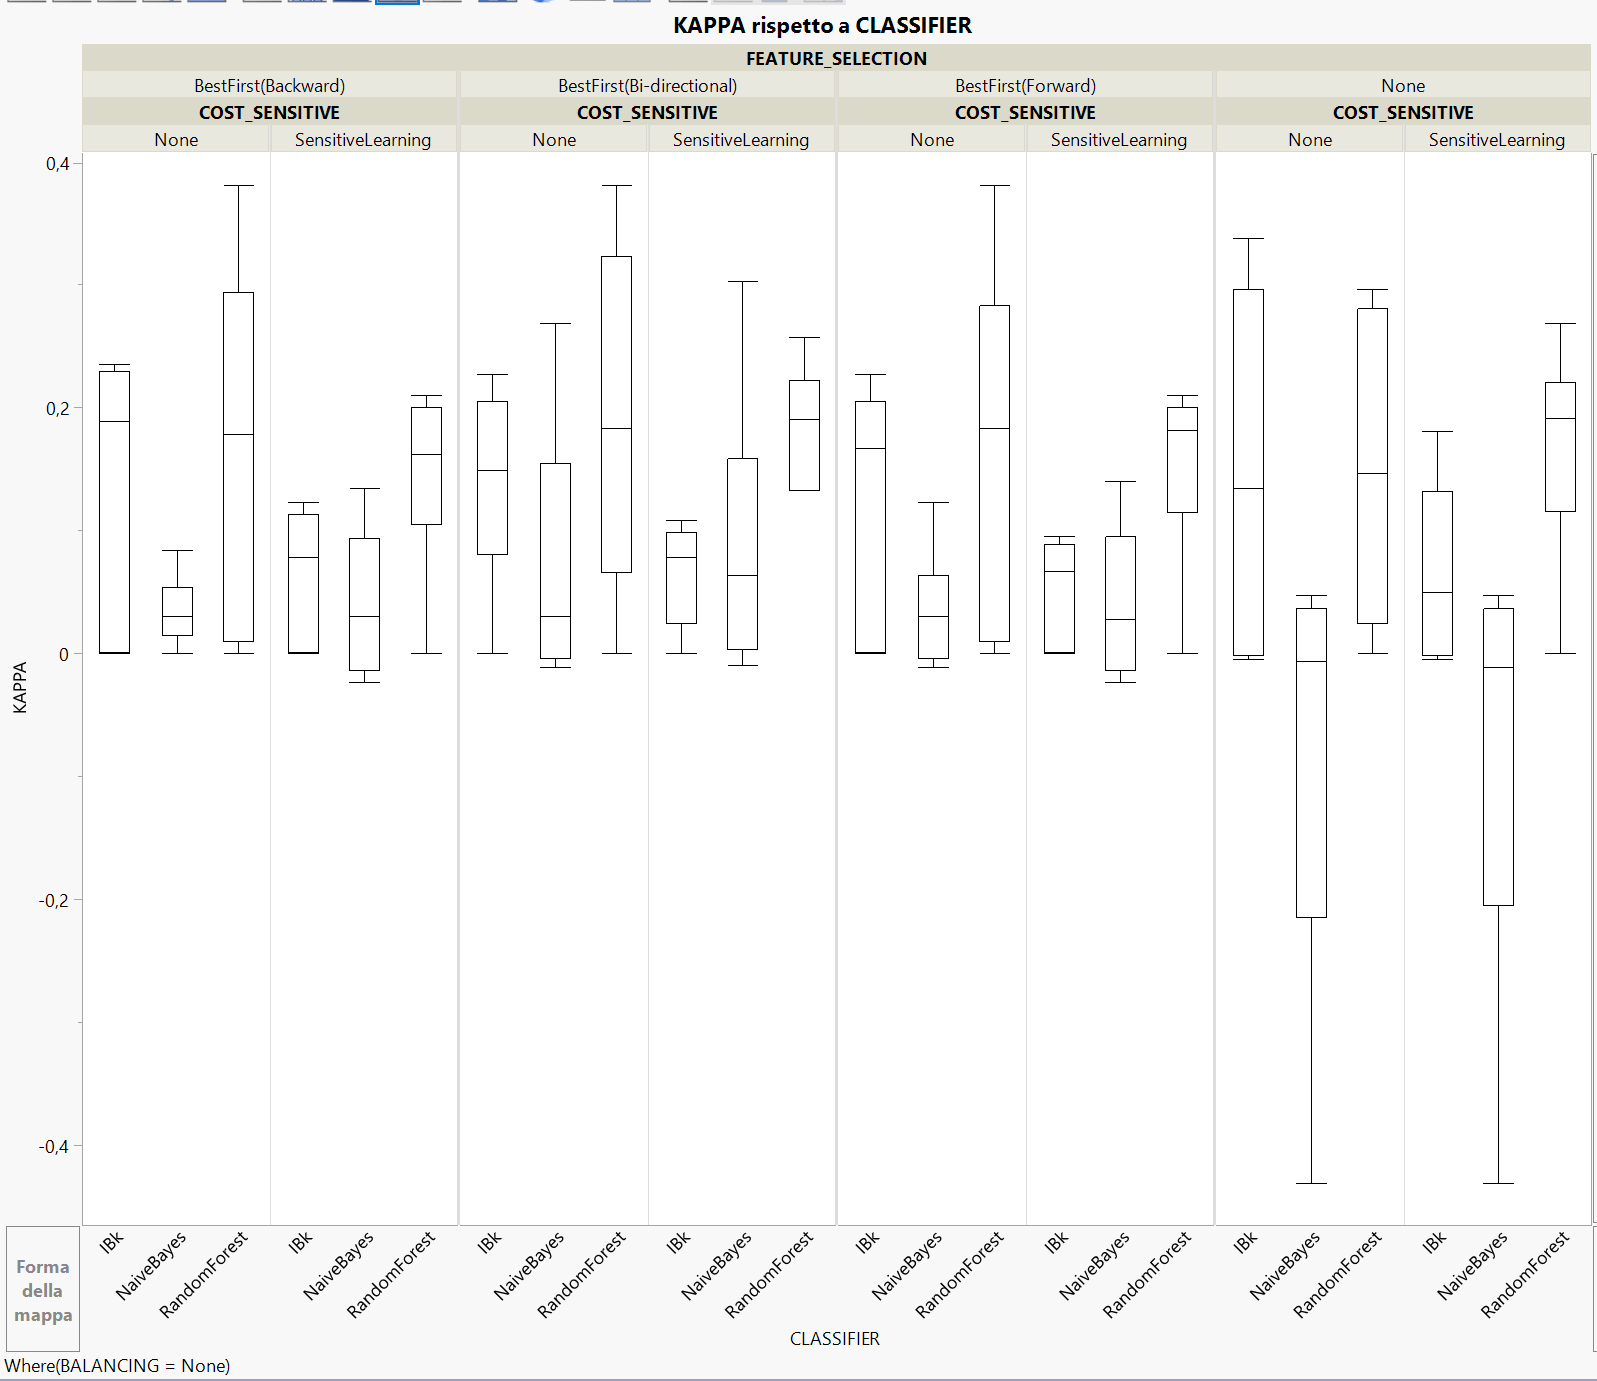 KAPPA rispetto a CLASSIFIER
FEATURE_SELECTION
BestFirst(Backward) BestFirst(Bi-directional) BestFirst(Forward) None
COST_SENSITIVE COST_SENSITIVE COST_SENSITIVE COST_SENSITIVE
None SensitiveLearning None SensitiveLearning None SensitiveLearning None SensitiveLearning
0,4
0,2
0
-0,2
-0,4
KAPPA
IBk NaiveBayes RandomForest IBk NaiveBayes RandomForest IBk NaiveBayes RandomForest IBk NaiveBayes RandomForest IBk NaiveBayes RandomForest IBk NaiveBayes RandomForest IBk NaiveBayes RandomForest IBk NaiveBayes RandomForest
Forma
della
mappa
CLASSIFIER
Where(BALANCING = None)